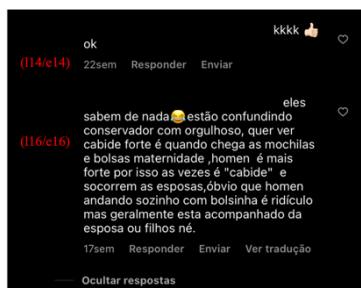 kkkk 👍🏻
ok
(l14/e14)
22sem Responder Enviar
eles
sabem de nada😂estão confundindo
conservador com orgulhoso, quer ver
cabide forte é quando chega as mochilas
(l16/e16)
e bolsas maternidade ,homen é mais
forte por isso as vezes é "cabide" e
socorrem as esposas,óbvio que homen
andando sozinho com bolsinha é ridículo
mas geralmente esta acompanhado da
esposa ou filhos né.
17sem Responder Enviar Ver tradução
Ocultar respostas